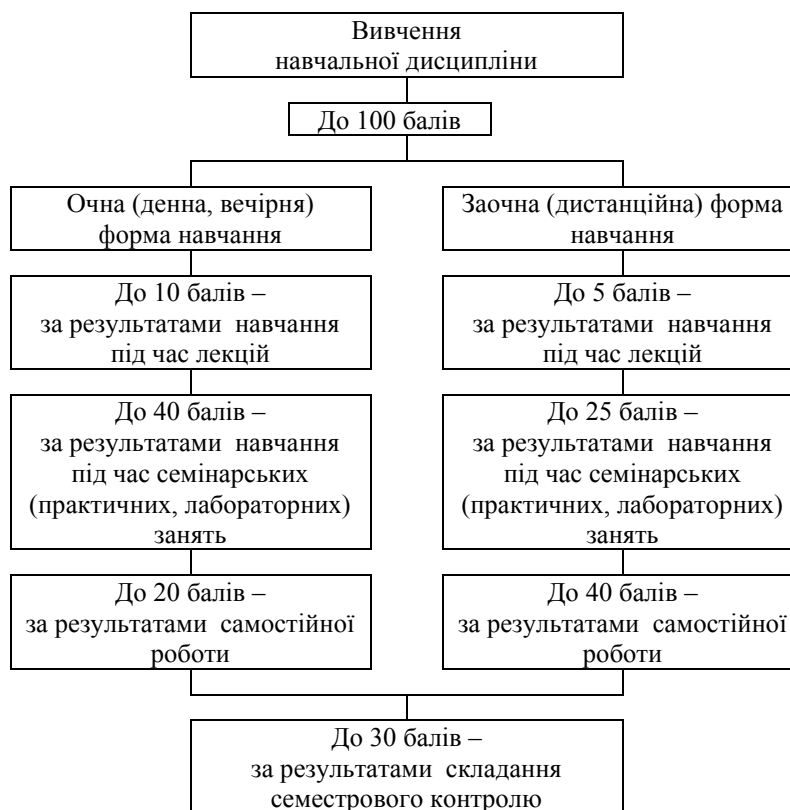 Вивчення
навчальної дисципліни
До 100 балів
Очна (денна, вечірня)
форма навчання
До 10 балів –
за результатами навчання
під час лекцій
До 40 балів –
за результатами навчання
під час семінарських
(практичних, лабораторних)
занять
До 20 балів –
за результатами самостійної
роботи
Заочна (дистанційна) форма
навчання
До 5 балів –
за результатами навчання
під час лекцій
До 25 балів –
за результатами навчання
під час семінарських
(практичних, лабораторних)
занять
До 40 балів –
за результатами самостійної
роботи
До 30 балів –
за результатами складання
семестрового контролю